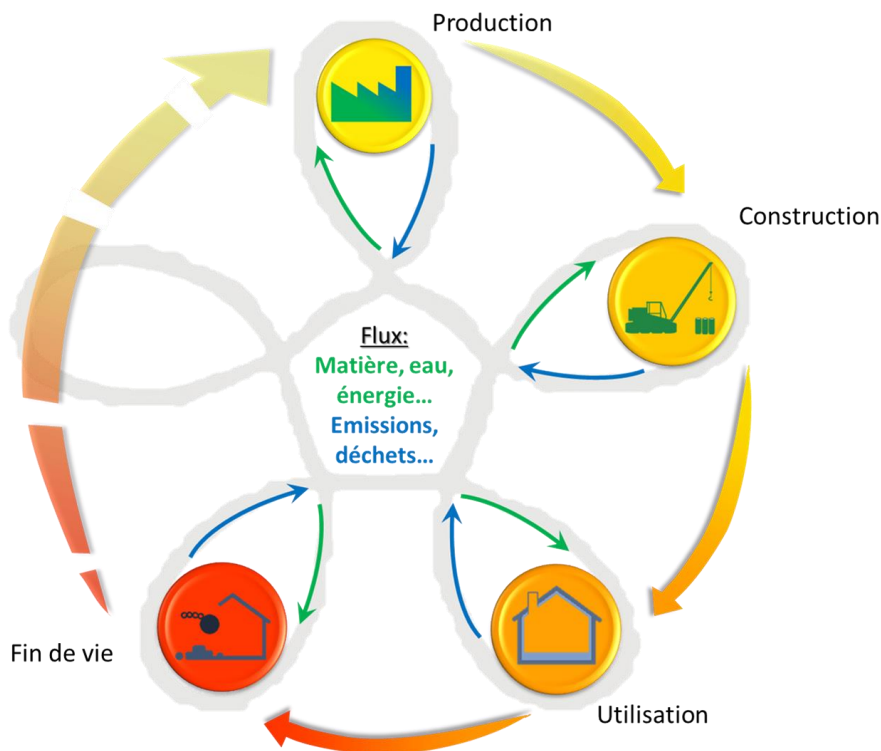 Production
Construction
Flux:
Matière, eau,
énergie...
Emissions,
déchets...
Fin de vie
Utilisation